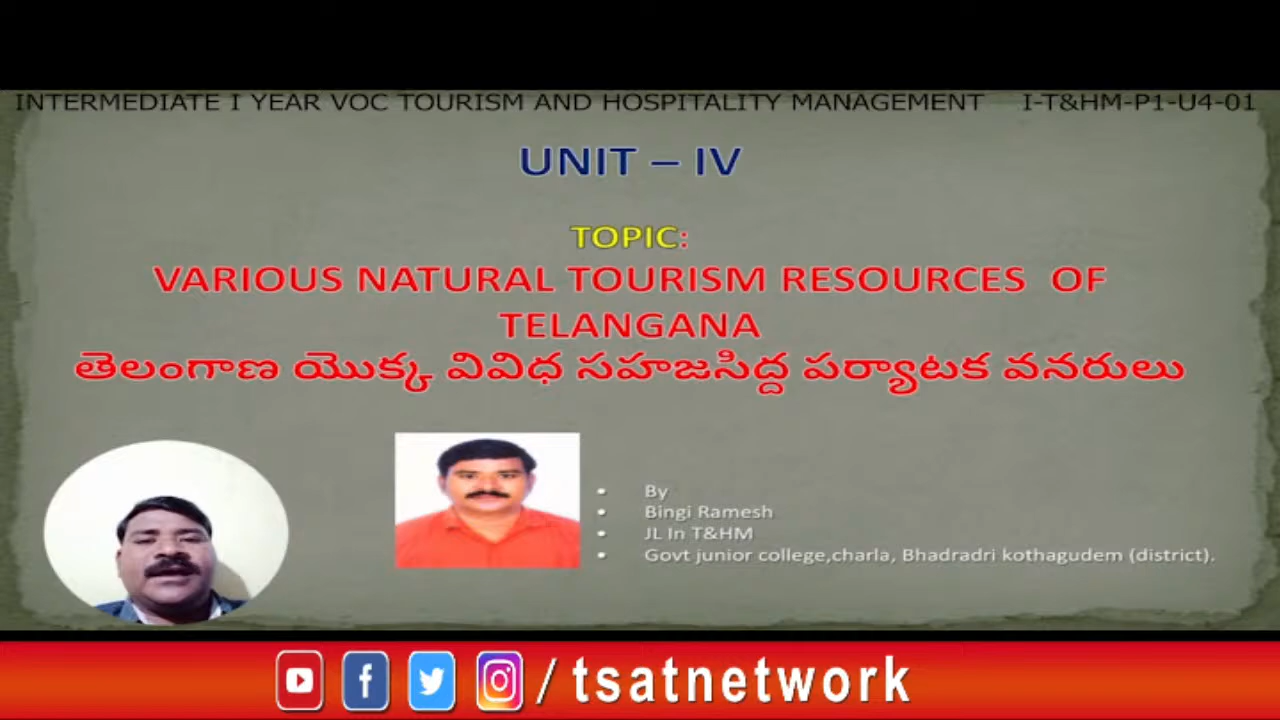 INTERMEDIATE I YEAR VOC TOURISM AND HOSPITALITY MANAGEMENT I-T&HM-P1-U4-01
UNIT – IV
TOPIC:
VARIOUS NATURAL TOURISM RESOURCES OF
TELANGANA
తెలంగాణ యొక్క వివిధ సహజసిద్ద పర్యాటక వనరులు
• By
• Bingi Ramesh
• JL In T&HM
• Govt junior college,charla, Bhadradri kothagudem (district).
/ tsatnetwork